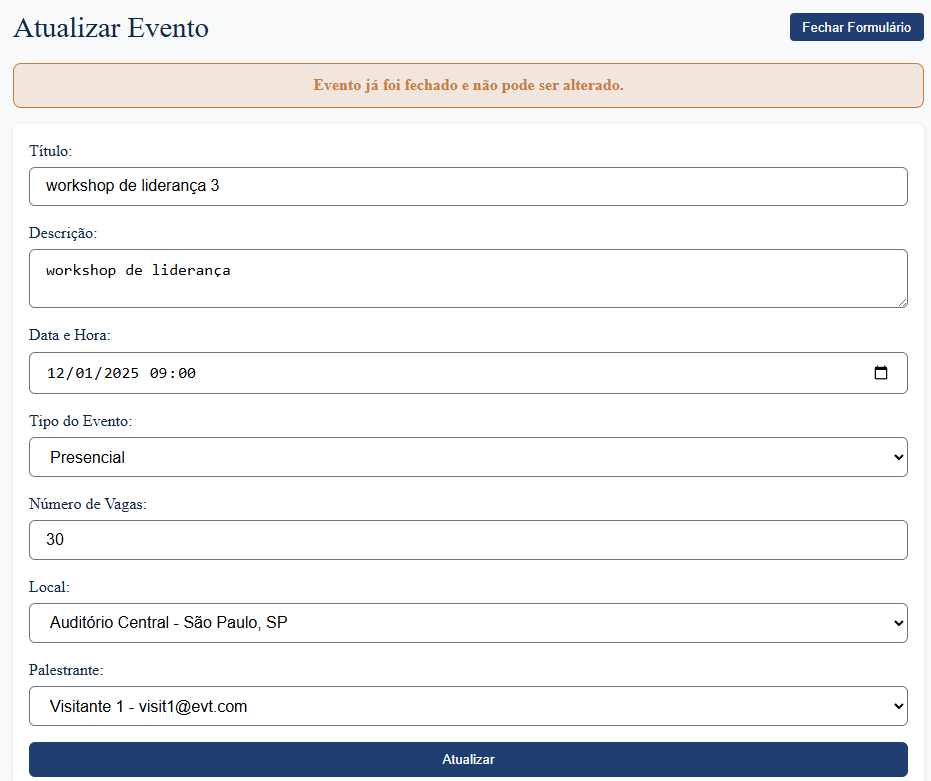 Atualizar Evento
Fechar Formulário
Evento já foi fechado e não pode ser alterado.
Título:
workshop de liderança 3
Descrição:
workshop de liderança
Data e Hora:
12/01/2025 09:00
Tipo do Evento:
Presencial
Número de Vagas:
30
Local:
Auditório Central - São Paulo, SP
Palestrante:
Visitante 1 - visit1@evt.com
Atualizar